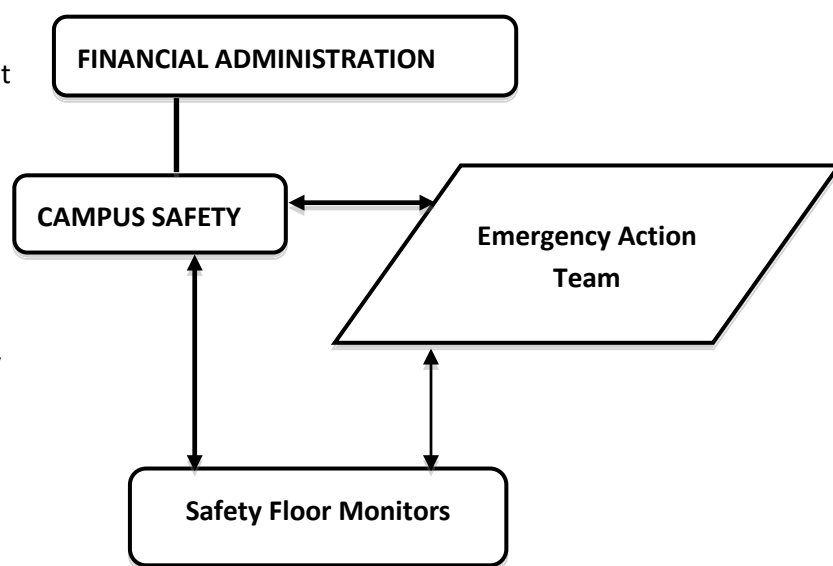 FINANCIAL ADMINISTRATION
t
CAMPUS SAFETY
Emergency Action
Team
Safety Floor Monitors